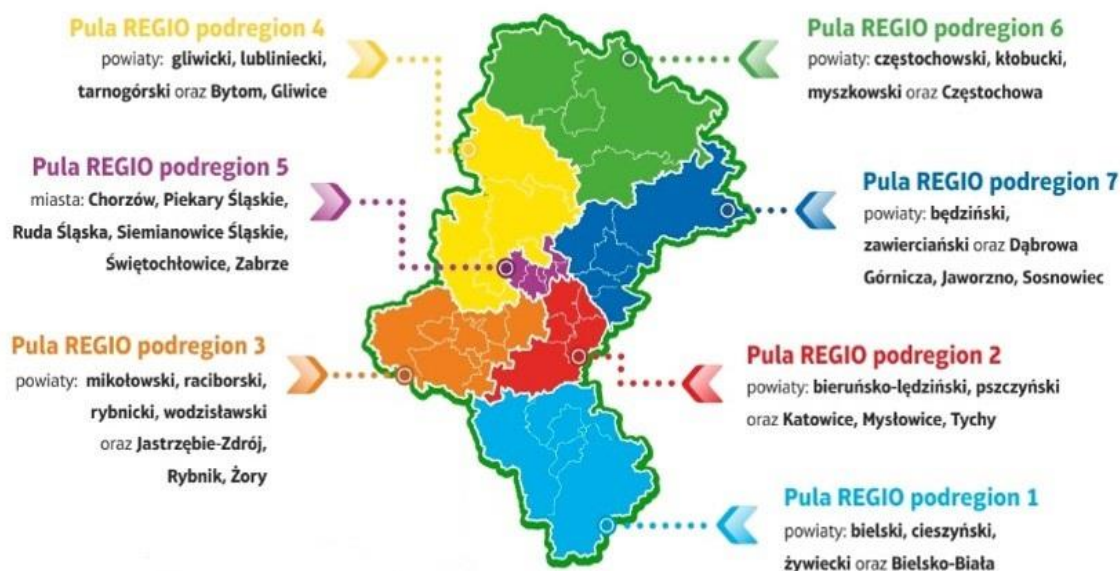 Pula REGIO podregion 4
powiaty: gliwicki, lubliniecki,
tarnogórski oraz Bytom, Gliwice
Pula REGIO podregion 6
powiaty: częstochowski, kłobucki,
myszkowski oraz Częstochowa
Pula REGIO podregion 5
miasta: Chorzów, Piekary Śląskie,
Ruda Śląska, Siemianowice Śląskie,
Świętochłowice, Zabrze
Pula REGIO podregion 7
powiaty: będziński,
zawierciański oraz Dąbrowa
Górnicza, Jaworzno, Sosnowiec
Pula REGIO podregion 3
powiaty: mikołowski, raciborski,
rybnicki, wodzisławski
oraz Jastrzębie-Zdrój,
Rybnik, Żory
Pula REGIO podregion 2
powiaty: bieruńsko-lędziński, pszczyński
oraz Katowice, Mysłowice, Tychy
Pula REGIO podregion 1
powiaty: bielski, cieszyński,
żywiecki oraz Bielsko-Biała